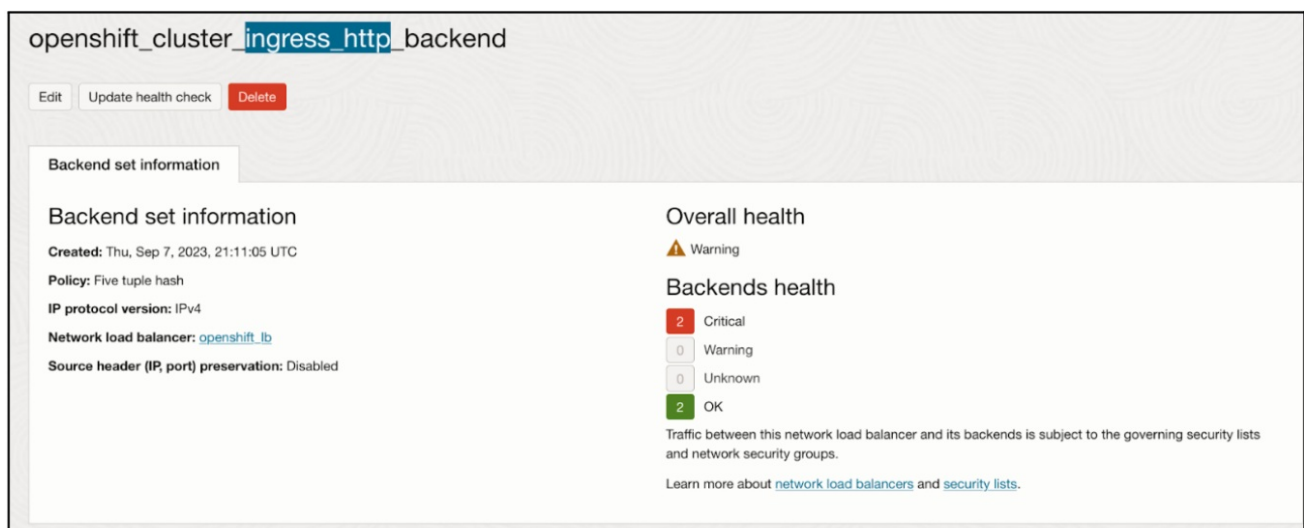 openshift_cluster_ingress_http_backend
Edit
Update health check
Delete
Backend set information
Backend set information
Created: Thu, Sep 7, 2023, 21:11:05 UTC
Policy: Five tuple hash
IP protocol version: IPv4
Network load balancer: openshift_lb
Source header (IP, port) preservation: Disabled
Overall health
Warning
Backends health
2 Critical
0 Warning
0 Unknown
2 OK
Traffic between this network load balancer and its backends is subject to the governing security lists
and network security groups.
Learn more about network load balancers and security lists.